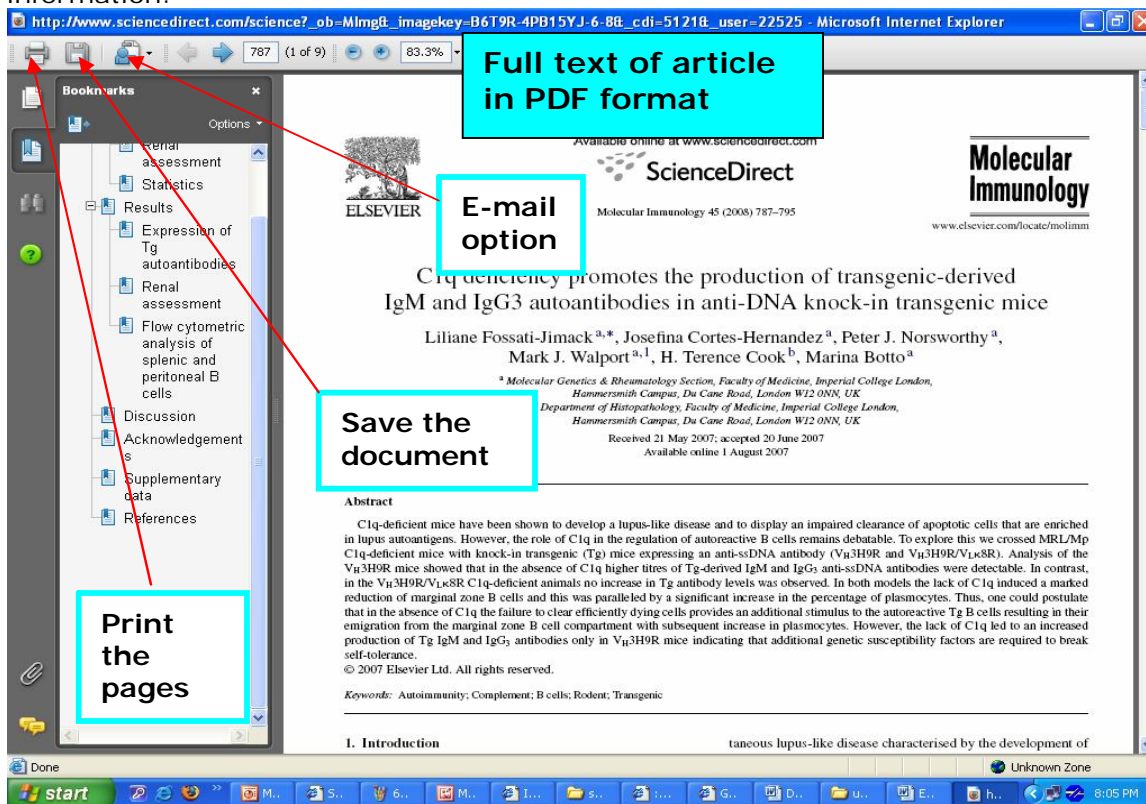 information.
http://www.sciencedirect.com/science?_ob=MImg&_imagekey=B6T9R-4PB15YJ-6-8&_cdi=5121&_user=22525 - Microsoft Internet Explorer
787 (1 of 9) 83.3%
Full text of article
in PDF format
Bookmarks
Options
Renal
assessment
Statistics
Results
Expression of
Tg
autoantibodies
Renal
assessment
Flow cytometric
analysis of
splenic and
peritoneal B
cells
Discussion
Acknowledgement
s
Supplementary
data
References
E-mail
option
Save the
document
Print
the
pages
Available online at www.sciencedirect.com
ScienceDirect
ELSEVIER
Molecular Immunology 45 (2008) 787–795
Molecular
Immunology
www.elsevier.com/locate/molimm
C1q deficiency promotes the production of transgenic-derived
IgM and IgG3 autoantibodies in anti-DNA knock-in transgenic mice
Liliane Fossati-Jimack a,*, Josefina Cortes-Hernandez a, Peter J. Norsworthy a,
Mark J. Walport a,1, H. Terence Cook b, Marina Botto a
a Molecular Genetics & Rheumatology Section, Faculty of Medicine, Imperial College London,
Hammersmith Campus, Du Cane Road, London W12 0NN, UK
Department of Histopathology, Faculty of Medicine, Imperial College London,
Hammersmith Campus, Du Cane Road, London W12 0NN, UK
Received 21 May 2007; accepted 20 June 2007
Available online 1 August 2007
Abstract
C1q-deficient mice have been shown to develop a lupus-like disease and to display an impaired clearance of apoptotic cells that are enriched
in lupus autoantigens. However, the role of C1q in the regulation of autoreactive B cells remains debatable. To explore this we crossed MRL/Mp
C1q-deficient mice with knock-in transgenic (Tg) mice expressing an anti-ssDNA antibody (VH3H9R and VH3H9R/VLκ8R). Analysis of the
VH3H9R mice showed that in the absence of C1q higher titres of Tg-derived IgM and IgG3 anti-ssDNA antibodies were detectable. In contrast,
in the VH3H9R/VLκ8R C1q-deficient animals no increase in Tg antibody levels was observed. In both models the lack of C1q induced a marked
reduction of marginal zone B cells and this was paralleled by a significant increase in the percentage of plasmocytes. Thus, one could postulate
that in the absence of C1q the failure to clear efficiently dying cells provides an additional stimulus to the autoreactive Tg B cells resulting in their
emigration from the marginal zone B cell compartment with subsequent increase in plasmocytes. However, the lack of C1q led to an increased
production of Tg IgM and IgG3 antibodies only in VH3H9R mice indicating that additional genetic susceptibility factors are required to break
self-tolerance.
© 2007 Elsevier Ltd. All rights reserved.
Keywords: Autoimmunity; Complement; B cells; Rodent; Transgenic
1. Introduction
taneous lupus-like disease characterised by the development of
Done
Unknown Zone
start M.. S.. 6.. M.. I... s.. :... G.. D.. u.. E.. h.. 8:05 PM